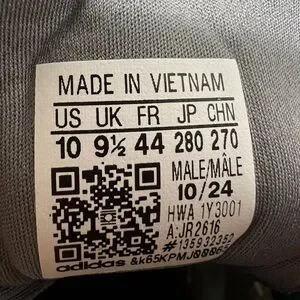 MADE IN VIETNAM
US UK FR JP CHN
10 9½ 44 280 270
MALE/MÂLE
10/24
HWA 1Y3001
A:JR2616
#135932352
adidas